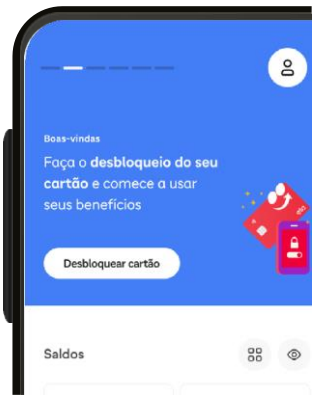 Boas-vindas
Faça o desbloqueio do seu
cartão e comece a usar
seus benefícios
Desbloquear cartão
Saldos